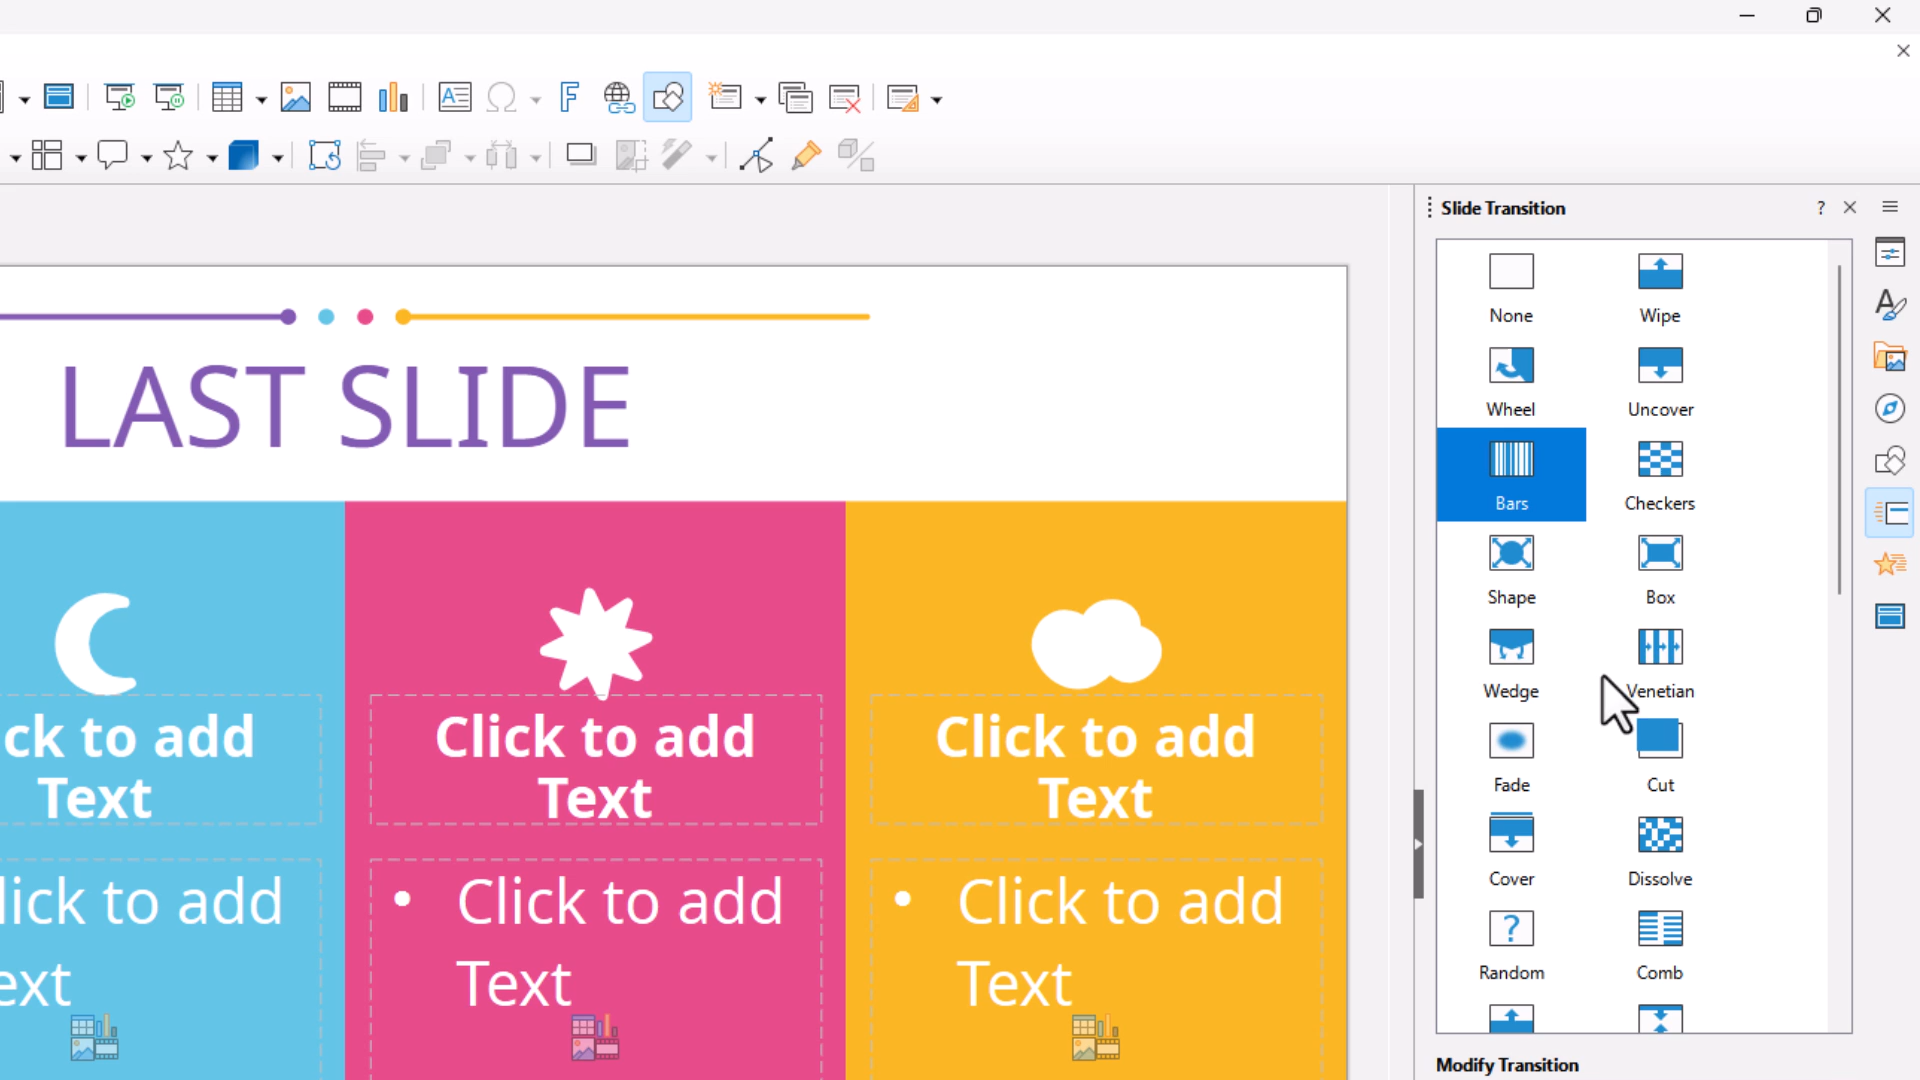 Slide Transition
?
None
Wipe
Wheel
Uncover
Bars
Checkers
Shape
Box
Wedge
Venetian
Fade
Cut
Cover
Dissolve
Random
Comb
Modify Transition
LAST SLIDE
ck to add
Text
Click to add
Text
Click to add
Text
lick to add
ext
• Click to add
Text
• Click to add
Text